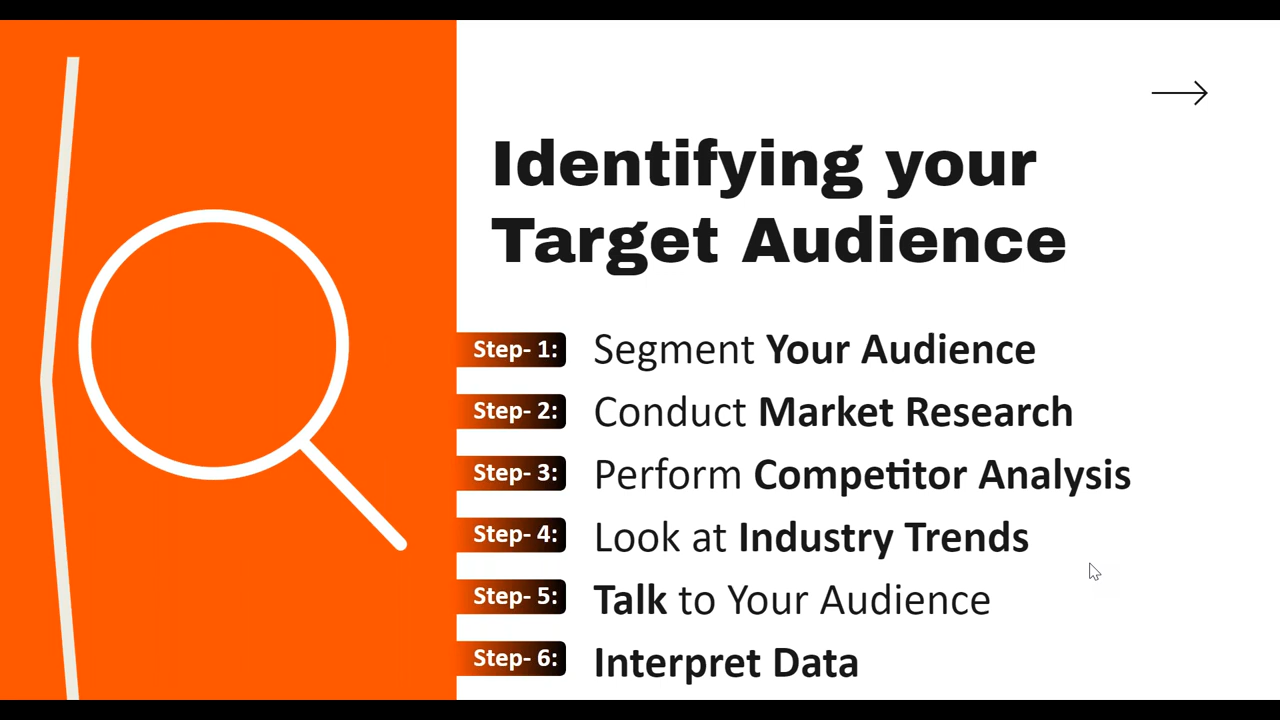 Identifying your
Target Audience
Step- 1: Segment Your Audience
Step- 2: Conduct Market Research
Step- 3: Perform Competitor Analysis
Step- 4: Look at Industry Trends
Step- 5: Talk to Your Audience
Step- 6: Interpret Data